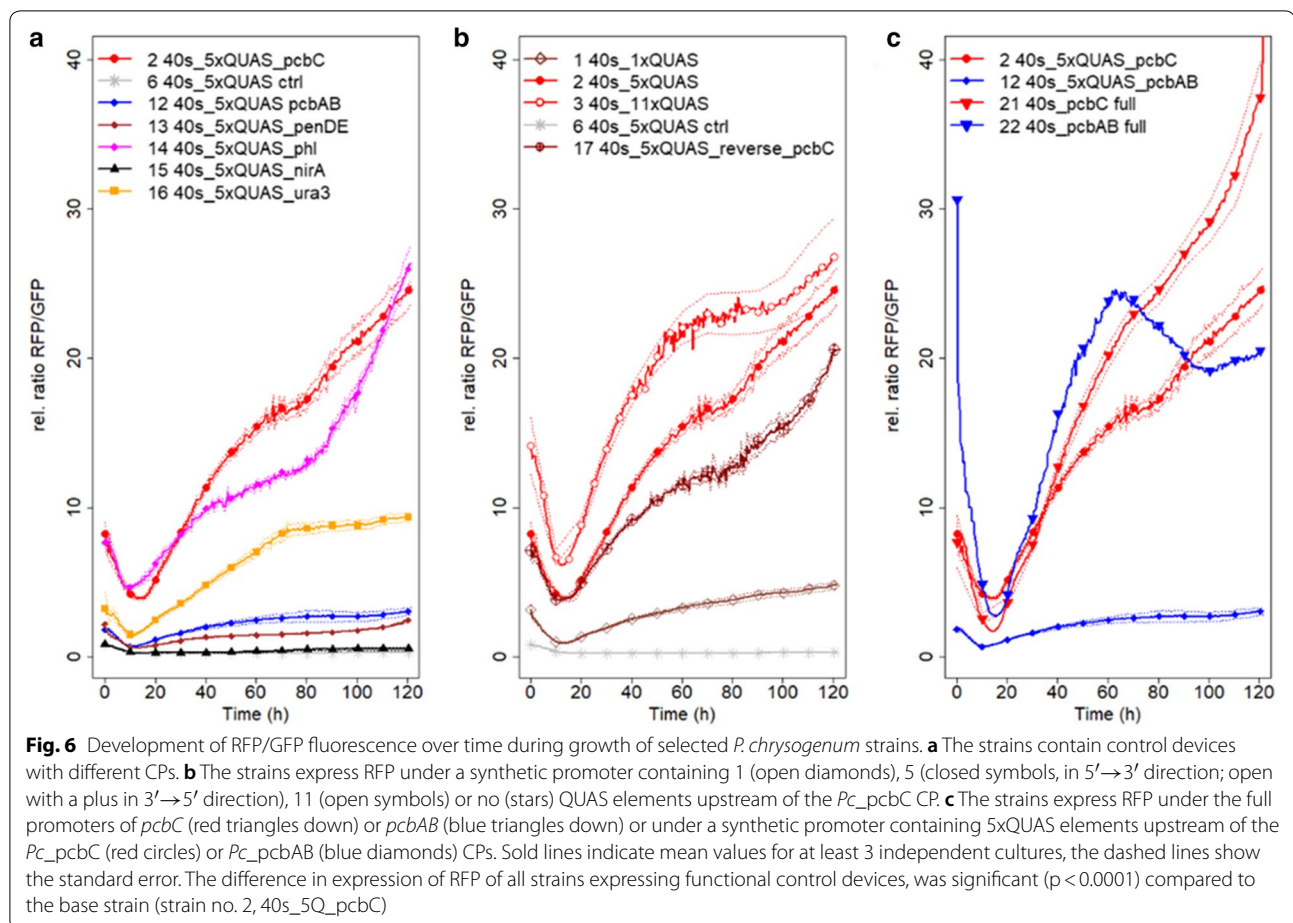 a
rel. ratio RFP/GFP
40
30
20
10
0
2 40s_5xQUAS_pcbC
6 40s_5xQUAS ctrl
12 40s_5xQUAS pcbAB
13 40s_5xQUAS_penDE
14 40s_5xQUAS_phl
15 40s_5xQUAS_nirA
16 40s_5xQUAS_ura3
0 20 40 60 80 100 120
Time (h)
b
rel. ratio RFP/GFP
40
30
20
10
0
1 40s_1xQUAS
2 40s_5xQUAS
3 40s_11xQUAS
6 40s_5xQUAS ctrl
17 40s_5xQUAS_reverse_pcbC
0 20 40 60 80 100 120
Time (h)
c
rel. ratio RFP/GFP
40
30
20
10
0
2 40s_5xQUAS_pcbC
12 40s_5xQUAS_pcbAB
21 40s_pcbC full
22 40s_pcbAB full
0 20 40 60 80 100 120
Time (h)
Fig. 6 Development of RFP/GFP fluorescence over time during growth of selected P. chrysogenum strains. a The strains contain control devices
with different CPs. b The strains express RFP under a synthetic promoter containing 1 (open diamonds), 5 (closed symbols, in 5′→3′ direction; open
with a plus in 3′→5′ direction), 11 (open symbols) or no (stars) QUAS elements upstream of the Pc_pcbC CP. c The strains express RFP under the full
promoters of pcbC (red triangles down) or pcbAB (blue triangles down) or under a synthetic promoter containing 5xQUAS elements upstream of the
Pc_pcbC (red circles) or Pc_pcbAB (blue diamonds) CPs. Sold lines indicate mean values for at least 3 independent cultures, the dashed lines show
the standard error. The difference in expression of RFP of all strains expressing functional control devices, was significant (p < 0.0001) compared to
the base strain (strain no. 2, 40s_5Q_pcbC)